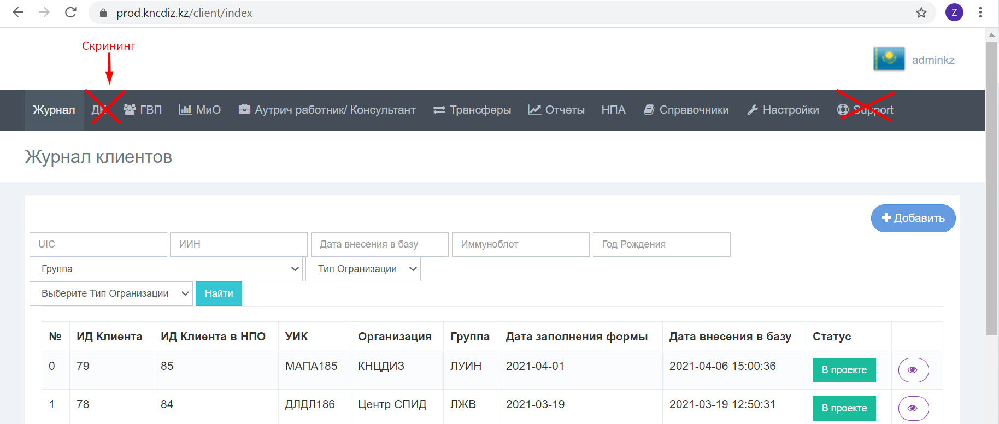 prod.kncdiz.kz/client/index
Z
Скрининг
adminkz
Журнал ДК ГВП МиО Аутрич работник/ Консультант Трансферы Отчеты НПА Справочники Настройки Support
Журнал клиентов
Добавить
UIC ИИН Дата внесения в базу Иммуноблот Год Рождения
Группа Тип Огранизации
Выберите Тип Огранизации Найти
№ ИД Клиента ИД Клиента в НПО УИК Организация Группа Дата заполнения формы Дата внесения в базу Статус
0 79 85 МАПА185 КНЦДИЗ ЛУИН 2021-04-01 2021-04-06 15:00:36 В проекте
1 78 84 ДЛДЛ186 Центр СПИД ЛЖВ 2021-03-19 2021-03-19 12:50:31 В проекте